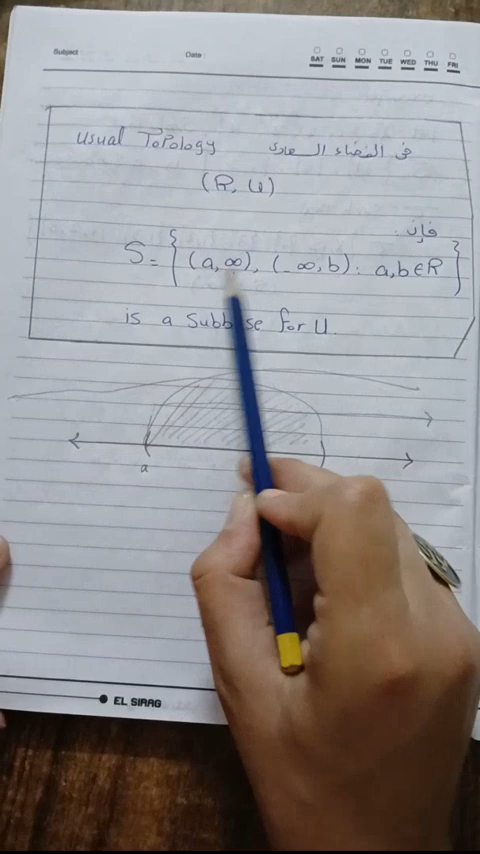 Subject :
Date :
SAT SUN MON TUE WED THU FRI
Usual Topology في الفضاء العادى
(R, U)
فإن :
S = { (a, ∞), (-∞, b) : a, b ∈ R }
is a Subbase for U.
a
EL SIRAG